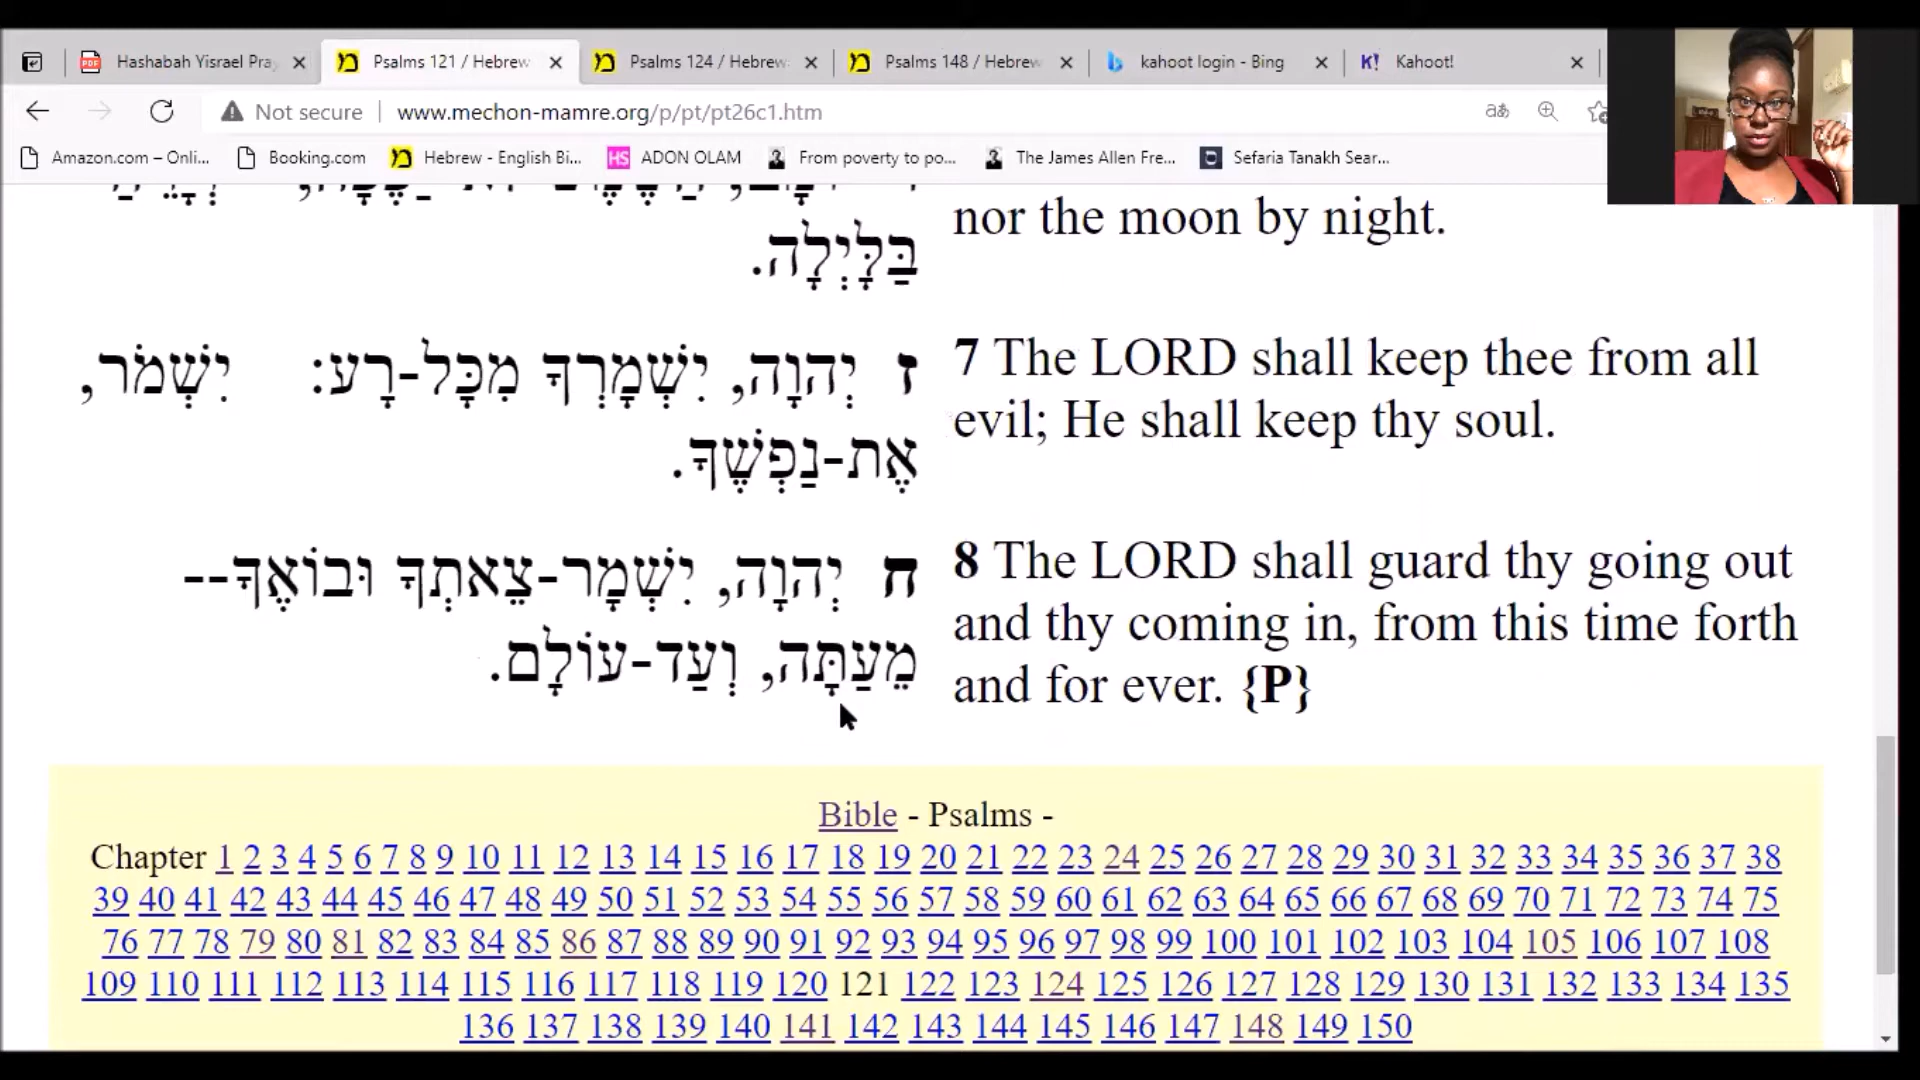 Hashabah Yisrael Pra
Psalms 121 / Hebrew
Psalms 124 / Hebrew
Psalms 148 / Hebrew
kahoot login - Bing
Kahoot!
Not secure
www.mechon-mamre.org/p/pt/pt26c1.htm
Amazon.com – Onli...
Booking.com
Hebrew - English Bi...
HS ADON OLAM
From poverty to po...
The James Allen Fre...
Sefaria Tanakh Sear...
בַּלָּיְלָה.
nor the moon by night.
ז יְהוָה, יִשְׁמָרְךָ מִכָּל-רָע: יִשְׁמֹר,
אֶת-נַפְשֶׁךָ.
7 The LORD shall keep thee from all
evil; He shall keep thy soul.
ח יְהוָה, יִשְׁמָר-צֵאתְךָ וּבוֹאֶךָ--
מֵעַתָּה, וְעַד-עוֹלָם.
8 The LORD shall guard thy going out
and thy coming in, from this time forth
and for ever. {P}
Bible - Psalms -
Chapter 1 2 3 4 5 6 7 8 9 10 11 12 13 14 15 16 17 18 19 20 21 22 23 24 25 26 27 28 29 30 31 32 33 34 35 36 37 38
39 40 41 42 43 44 45 46 47 48 49 50 51 52 53 54 55 56 57 58 59 60 61 62 63 64 65 66 67 68 69 70 71 72 73 74 75
76 77 78 79 80 81 82 83 84 85 86 87 88 89 90 91 92 93 94 95 96 97 98 99 100 101 102 103 104 105 106 107 108
109 110 111 112 113 114 115 116 117 118 119 120 121 122 123 124 125 126 127 128 129 130 131 132 133 134 135
136 137 138 139 140 141 142 143 144 145 146 147 148 149 150